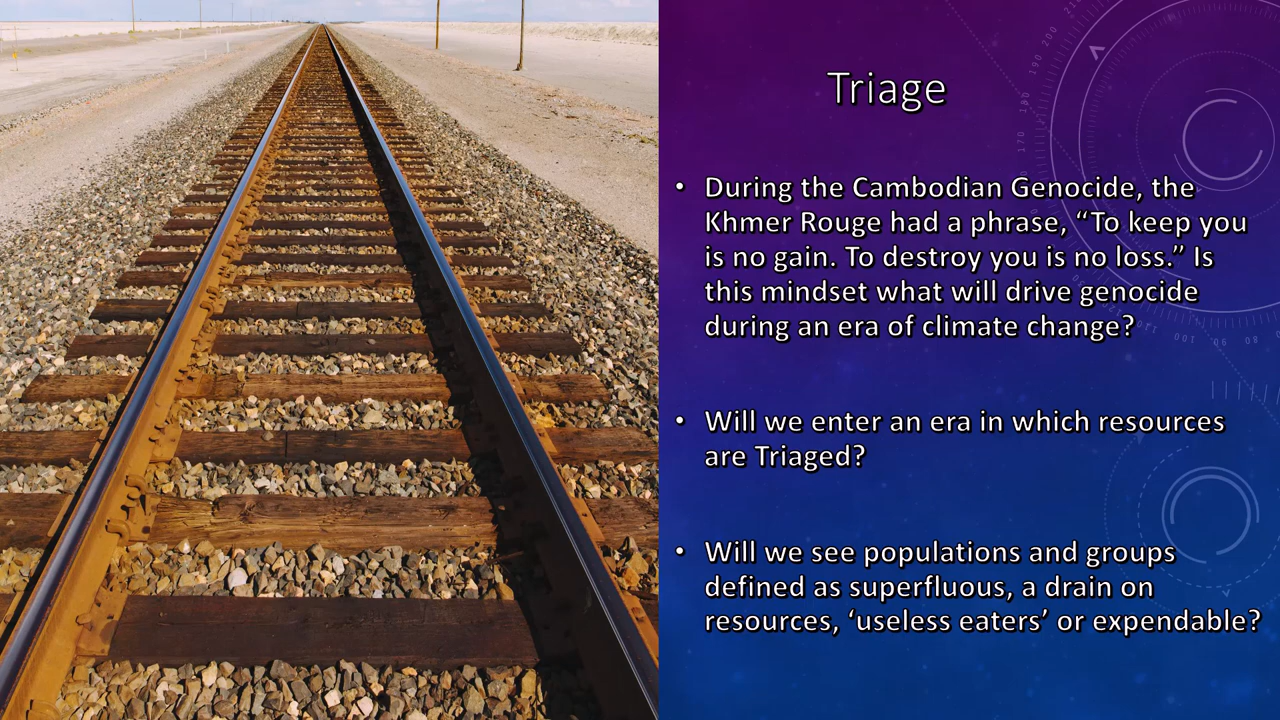 Triage
• During the Cambodian Genocide, the
Khmer Rouge had a phrase, “To keep you
is no gain. To destroy you is no loss.” Is
this mindset what will drive genocide
during an era of climate change?
• Will we enter an era in which resources
are Triaged?
• Will we see populations and groups
defined as superfluous, a drain on
resources, ‘useless eaters’ or expendable?